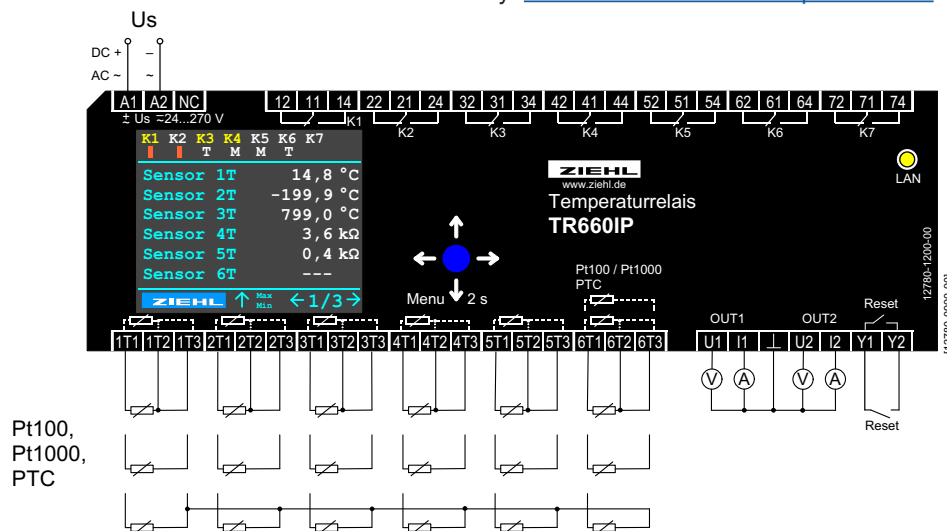 y
Us
DC + –
AC ~ ~
A1 A2 NC 12 11 14 22 21 24 32 31 34 42 41 44 52 51 54 62 61 64 72 71 74
± Us =24...270 V
K1 K2 K3 K4 K5 K6 K7
K1 K2 K3 K4 K5 K6 K7
T M M T
Sensor 1T 14,8 °C
Sensor 2T -199,9 °C
Sensor 3T 799,0 °C
Sensor 4T 3,6 kΩ
Sensor 5T 0,4 kΩ
Sensor 6T ---
ZIEHL ↑ Max Min ←1/3→
ZIEHL
www.ziehl.de
Temperaturrelais
TR660IP
LAN
12780-1200-00
Menu 2 s
Pt100 / Pt1000
PTC
OUT1 OUT2 Reset
1T1 1T2 1T3 2T1 2T2 2T3 3T1 3T2 3T3 4T1 4T2 4T3 5T1 5T2 5T3 6T1 6T2 6T3 U1 I1 ⊥ U2 I2 Y1 Y2
V A V A
Reset
Pt100,
Pt1000,
PTC